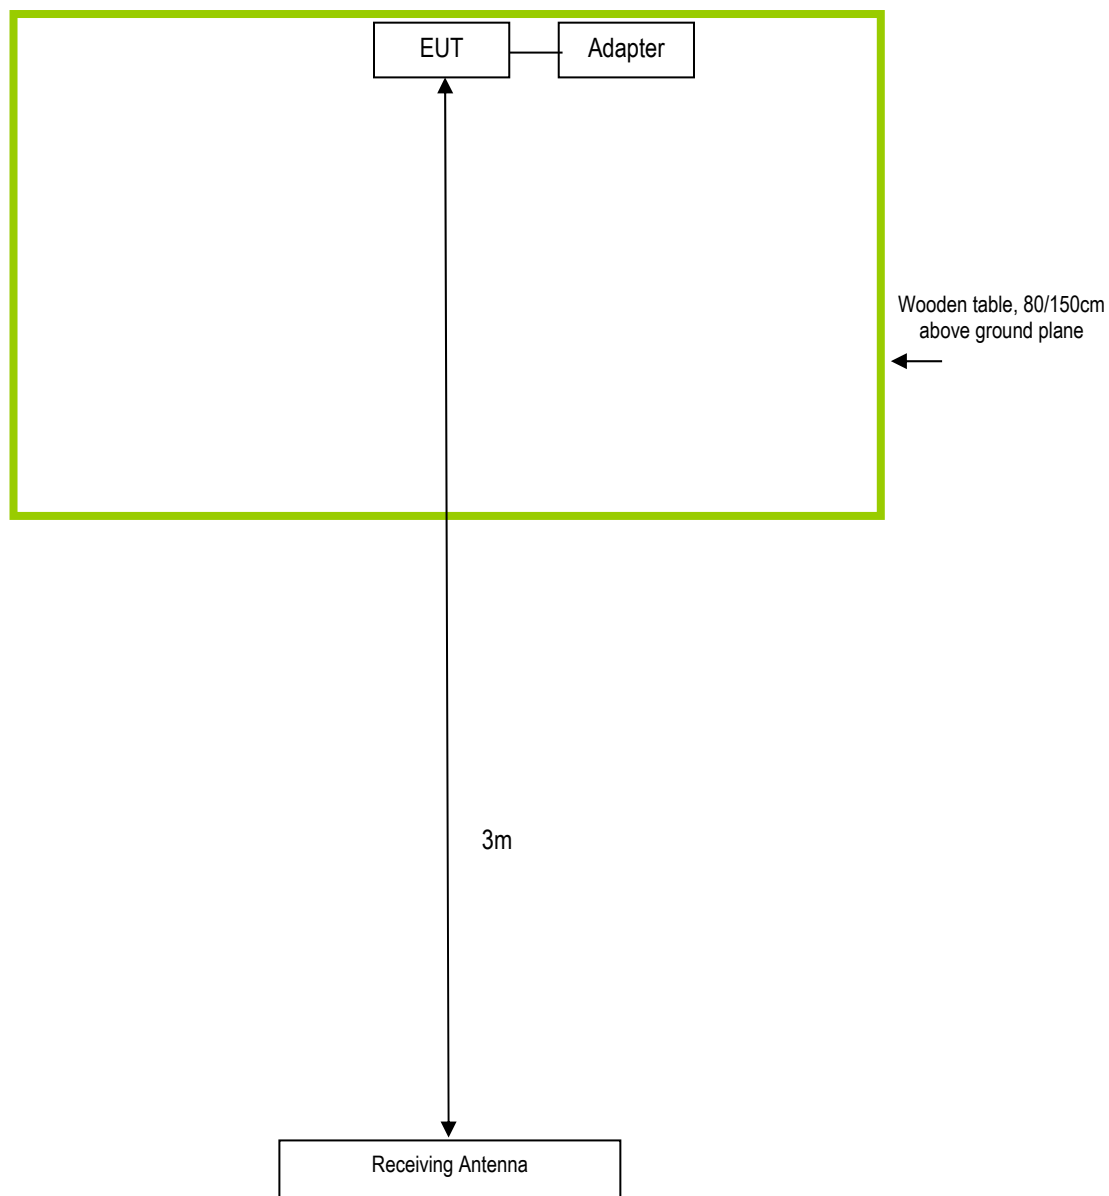 EUT
Adapter
Wooden table, 80/150cm
above ground plane
3m
Receiving Antenna